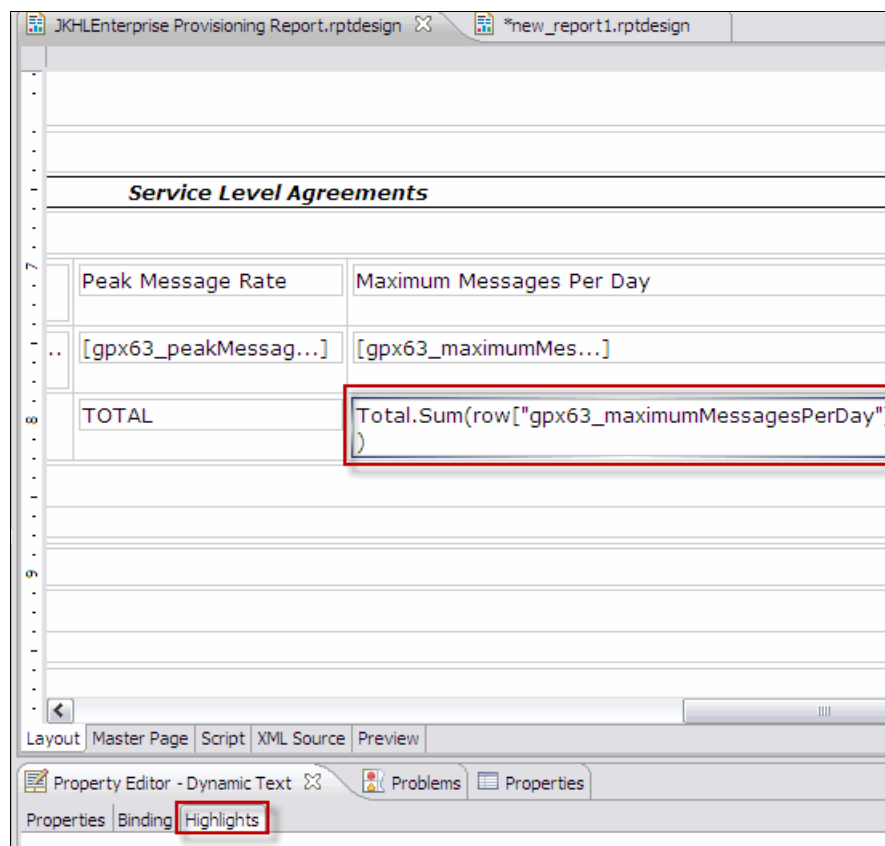 JKHLEnterprise Provisioning Report.rptdesign
*new_report1.rptdesign
Service Level Agreements
7
Peak Message Rate
Maximum Messages Per Day
..
[gpx63_peakMessag...]
[gpx63_maximumMes...]
8
TOTAL
Total.Sum(row["gpx63_maximumMessagesPerDay"]
)
9
Layout
Master Page
Script
XML Source
Preview
Property Editor - Dynamic Text
Problems
Properties
Properties
Binding
Highlights